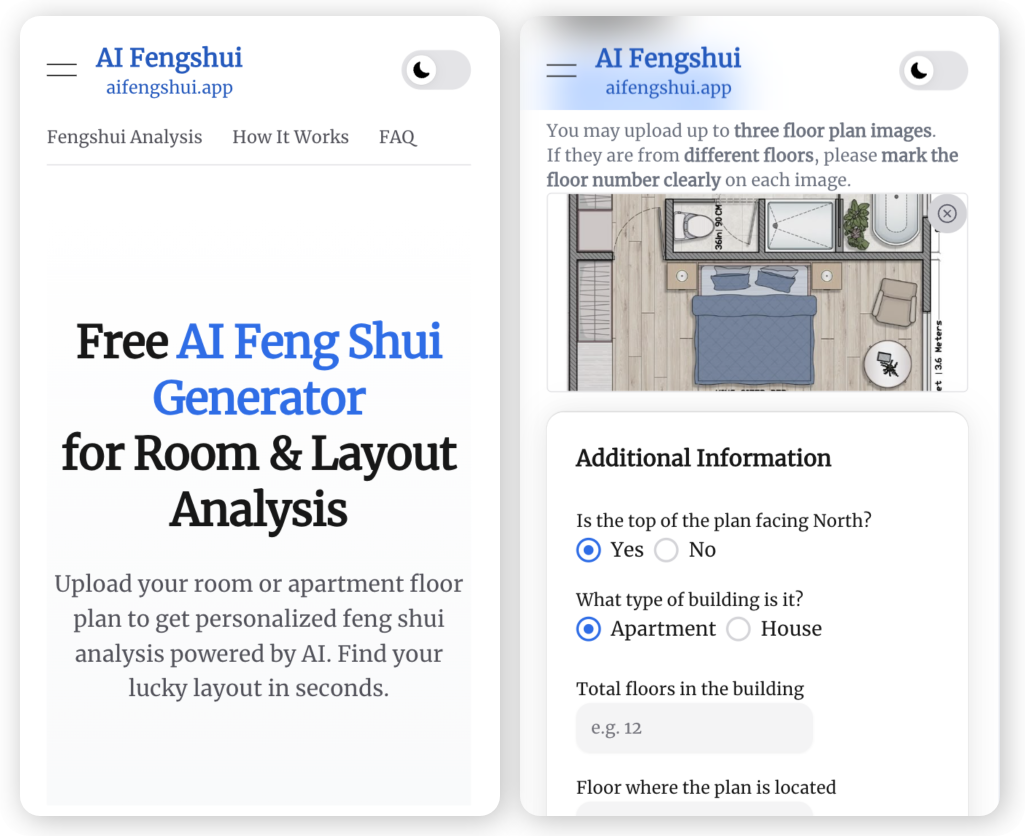 AI Fengshui
aifengshui.app
Fengshui Analysis How It Works FAQ
Free AI Feng Shui
Generator
for Room & Layout
Analysis
Upload your room or apartment floor
plan to get personalized feng shui
analysis powered by AI. Find your
lucky layout in seconds.
AI Fengshui
aifengshui.app
You may upload up to three floor plan images.
If they are from different floors, please mark the
floor number clearly on each image.
36in| 90CM
et |3.6 Meters
Additional Information
Is the top of the plan facing North?
Yes No
What type of building is it?
Apartment House
Total floors in the building
e.g. 12
Floor where the plan is located